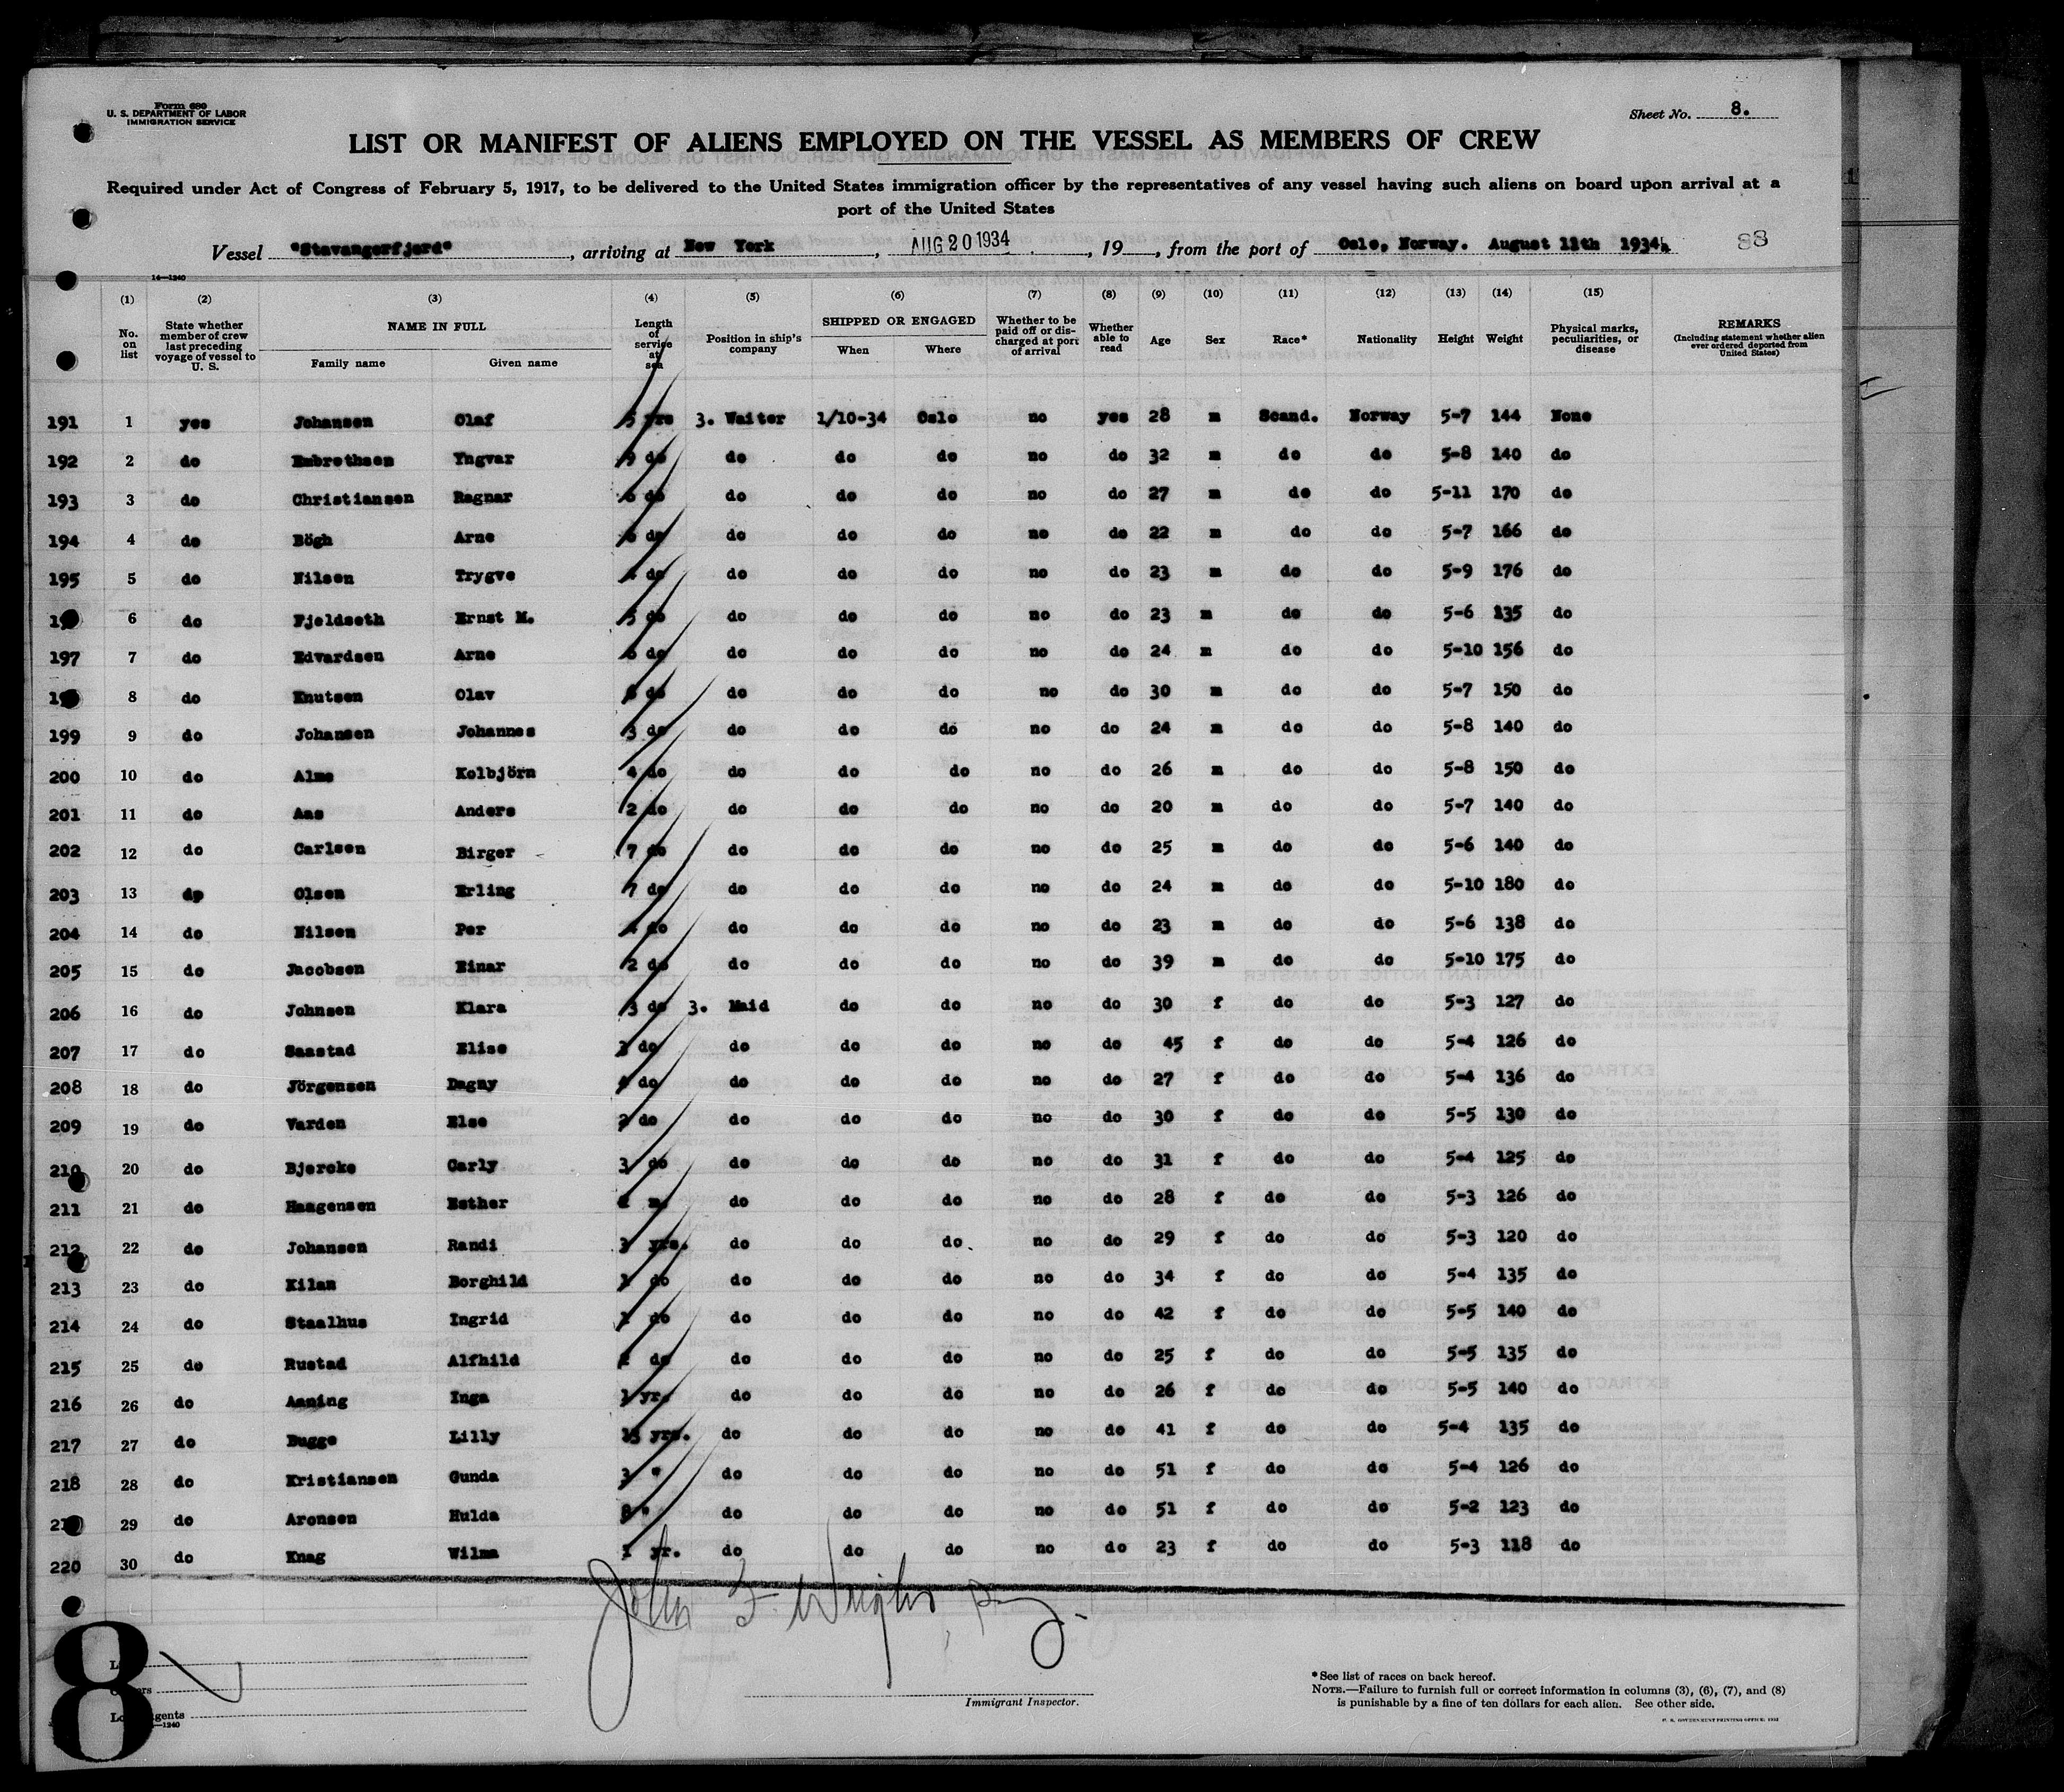 Form 680
U. S. DEPARTMENT OF LABOR
IMMIGRATION SERVICE
Sheet No. 8.
LIST OR MANIFEST OF ALIENS EMPLOYED ON THE VESSEL AS MEMBERS OF CREW
Required under Act of Congress of February 5, 1917, to be delivered to the United States immigration officer by the representatives of any vessel having such aliens on board upon arrival at a
port of the United States
Vessel "Stavangerfjord", arriving at New York, AUG 20 1934, 19, from the port of Oslo, Norway. August 11th 1934. 88
14—1240
(1) (2) (3) (4) (5) (6) (7) (8) (9) (10) (11) (12) (13) (14) (15)
No. on list
State whether member of crew last preceding voyage of vessel to U. S.
NAME IN FULL
Family name Given name
Length of service at sea
Position in ship's company
SHIPPED OR ENGAGED
When Where
Whether to be paid off or discharged at port of arrival
Whether able to read
Age Sex Race* Nationality Height Weight
Physical marks, peculiarities, or disease
REMARKS
(Including statement whether alien ever ordered deported from United States)
191 1 yes Johansen Olaf 5 yrs 3. Waiter 1/10-34 Oslo no yes 28 m Scand. Norway 5-7 144 None
192 2 do Embrethsen Yngvar 9 do do do do no do 32 m do do 5-8 140 do
193 3 do Christiansen Ragnar 6 do do do do no do 27 m do do 5-11 170 do
194 4 do Bögh Arne 6 do do do do no do 22 m do do 5-7 166 do
195 5 do Nilsen Trygve 4 do do do do no do 23 m do do 5-9 176 do
6 do Fjeldseth Ernst M. 5 do do do do no do 23 m do do 5-6 135 do
197 7 do Edvardsen Arne 6 do do do do no do 24 m do do 5-10 156 do
8 do Knutsen Olav do do do do no do 30 m do do 5-7 150 do
199 9 do Johansen Johannes 3 do do do do no do 24 m do do 5-8 140 do
200 10 do Alme Kolbjörn 4 do do do do no do 26 m do do 5-8 150 do
201 11 do Aas Anders 2 do do do do no do 20 m do do 5-7 140 do
202 12 do Carlsen Birger 7 do do do do no do 25 m do do 5-6 140 do
203 13 dp Olsen Erling 7 do do do do no do 24 m do do 5-10 180 do
204 14 do Nilsen Per 4 do do do do no do 23 m do do 5-6 138 do
205 15 do Jacobsen Einar 2 do do do do no do 39 m do do 5-10 175 do
206 16 do Johnsen Klara 3 do 3. Maid do do no do 30 f do do 5-3 127 do
207 17 do Saastad Elise do do do do no do 45 f do do 5-4 126 do
208 18 do Jörgensen Dagny do do do do no do 27 f do do 5-4 136 do
209 19 do Varden Else 2 do do do do no do 30 f do do 5-5 130 do
210 20 do Bjercke Carly 3 do do do do no do 31 f do do 5-4 125 do
211 21 do Haagensen Esther do do do no do 28 f do do 5-3 126 do
212 22 do Johansen Randi 3 yrs. do do do no do 29 f do do 5-3 120 do
213 23 do Kilan Borghild 1 do do do do no do 34 f do do 5-4 135 do
214 24 do Staalhus Ingrid 1 do do do do no do 42 f do do 5-5 140 do
215 25 do Rustad Alfhild do do do do no do 25 f do do 5-5 135 do
216 26 do Aaning Inga 1 yr. do do do no do 26 f do do 5-5 140 do
217 27 do Bugge Lilly yrs. do do do no do 41 f do do 5-4 135 do
218 28 do Kristiansen Gunda 3 " do do do no do 51 f do do 5-4 126 do
29 do Aronsen Hulda 8 " do do do no do 51 f do do 5-2 123 do
220 30 do Knag Wilma 1 yr. do do do no do 23 f do do 5-3 118 do
John F. Wright
8
Immigrant Inspector.
* See list of races on back hereof.
NOTE.—Failure to furnish full or correct information in columns (3), (6), (7), and (8)
is punishable by a fine of ten dollars for each alien. See other side.
U. S. GOVERNMENT PRINTING OFFICE: 1932